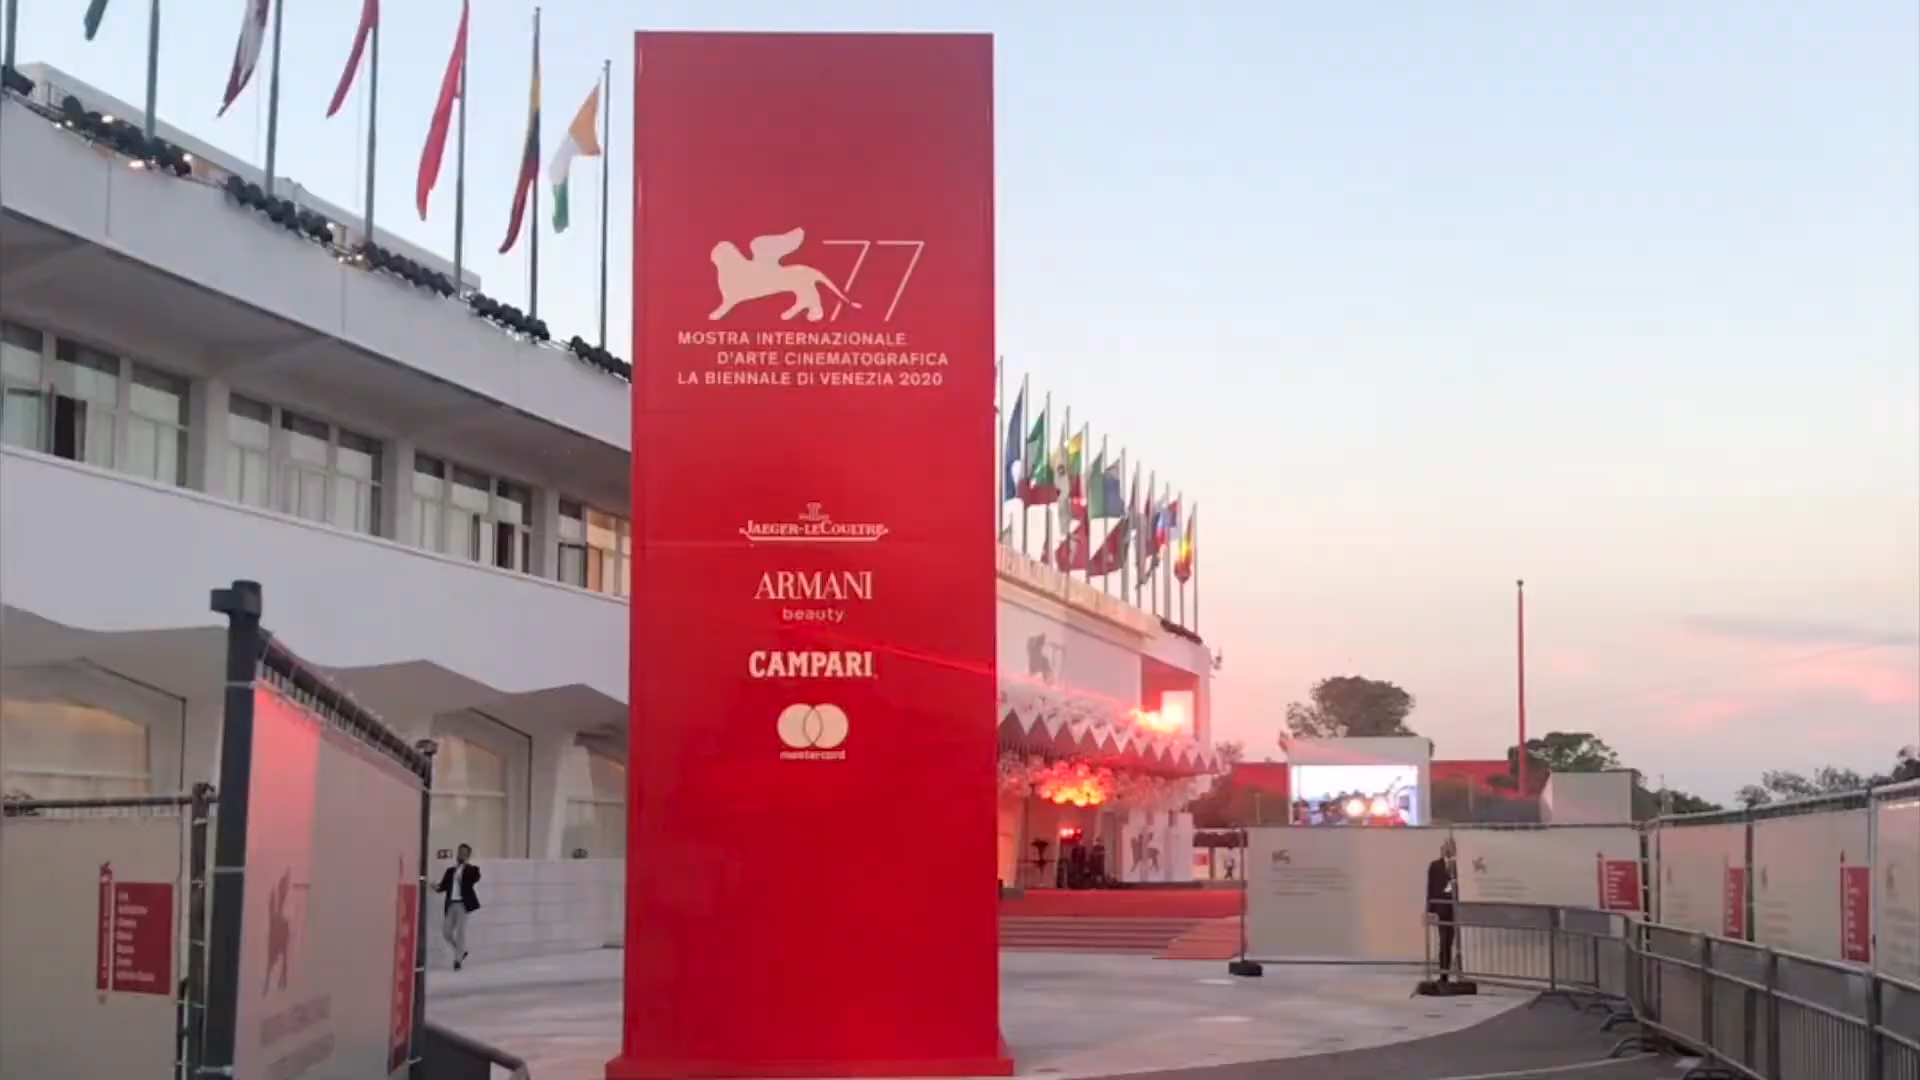 77
MOSTRA INTERNAZIONALE
D'ARTE CINEMATOGRAFICA
LA BIENNALE DI VENEZIA 2020
JAEGER-LECOULTRE
ARMANI
beauty
CAMPARI
mastercard